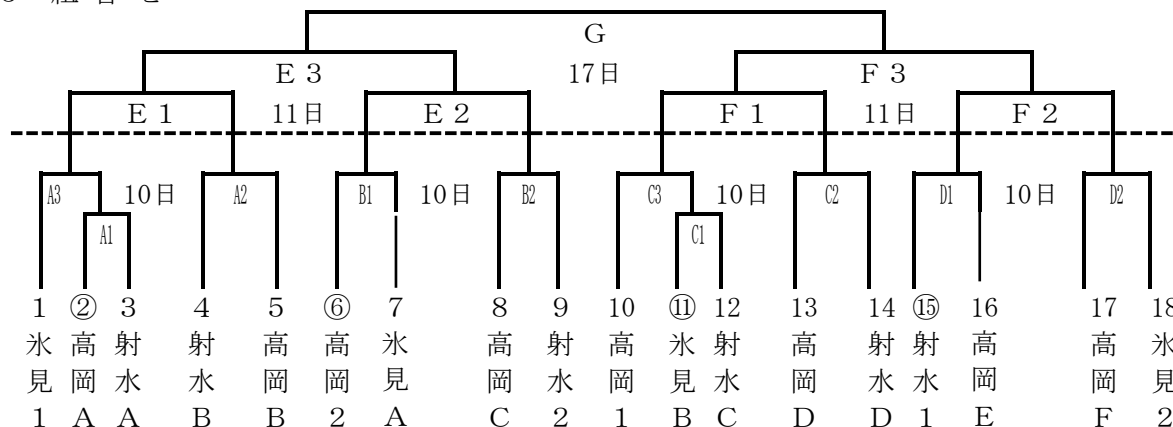 G
E3 17日 F3
E1 11日 E2 F1 11日 F2
A3 10日 A2 B1 10日 B2 C3 10日 C2 D1 10日 D2
A1 C1
1 ② 3 4 5 ⑥ 7 8 9 10 ⑪ 12 13 14 ⑮ 16 17 18
氷 高 射 射 高 高 氷 高 射 高 氷 射 高 射 射 高 高 氷
見 岡 水 水 岡 岡 見 岡 水 岡 見 水 岡 水 水 岡 岡 見
1 A A B B 2 A C 2 1 B C D D 1 E F 2